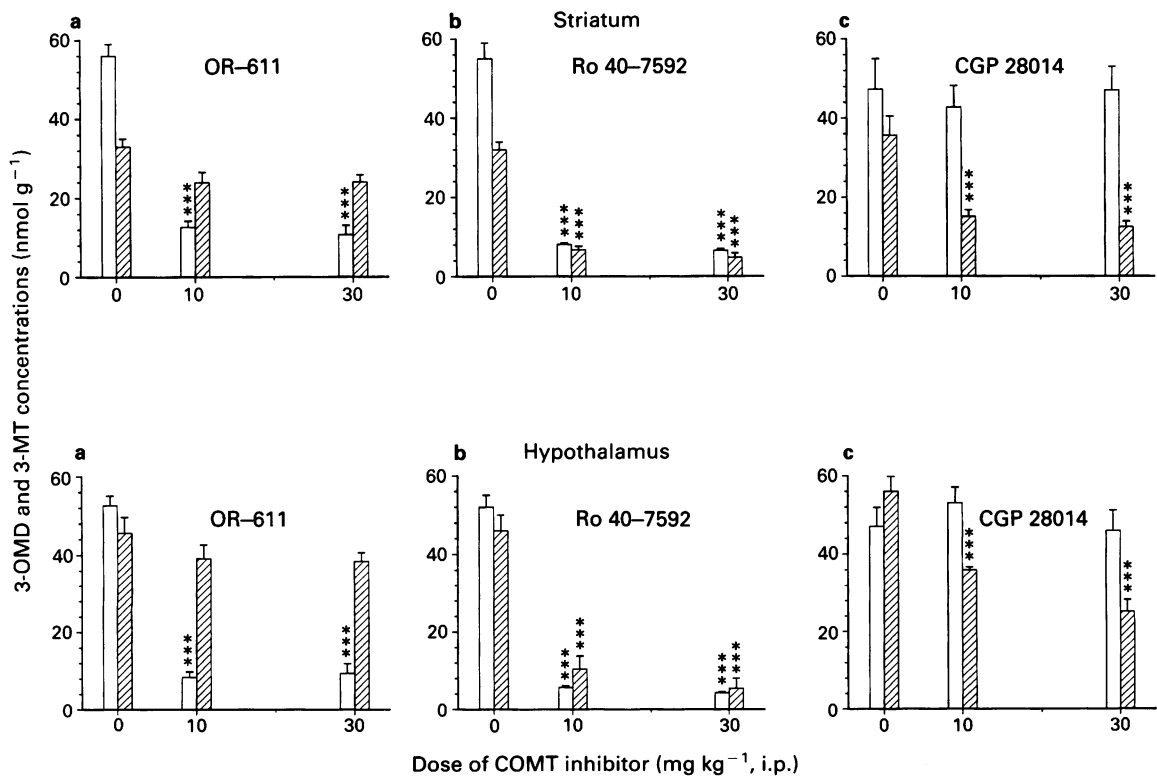 3-OMD and 3-MT concentrations (nmol g⁻¹)
Striatum
a
OR–611
60
40
20
0
***
***
0 10 30
b
Ro 40–7592
60
40
20
0
*** ***
*** ***
0 10 30
c
CGP 28014
60
40
20
0
***
***
0 10 30
Hypothalamus
a
OR–611
60
40
20
0
***
***
0 10 30
b
Ro 40–7592
60
40
20
0
*** ***
*** ***
0 10 30
c
CGP 28014
60
40
20
0
***
***
0 10 30
Dose of COMT inhibitor (mg kg⁻¹, i.p.)